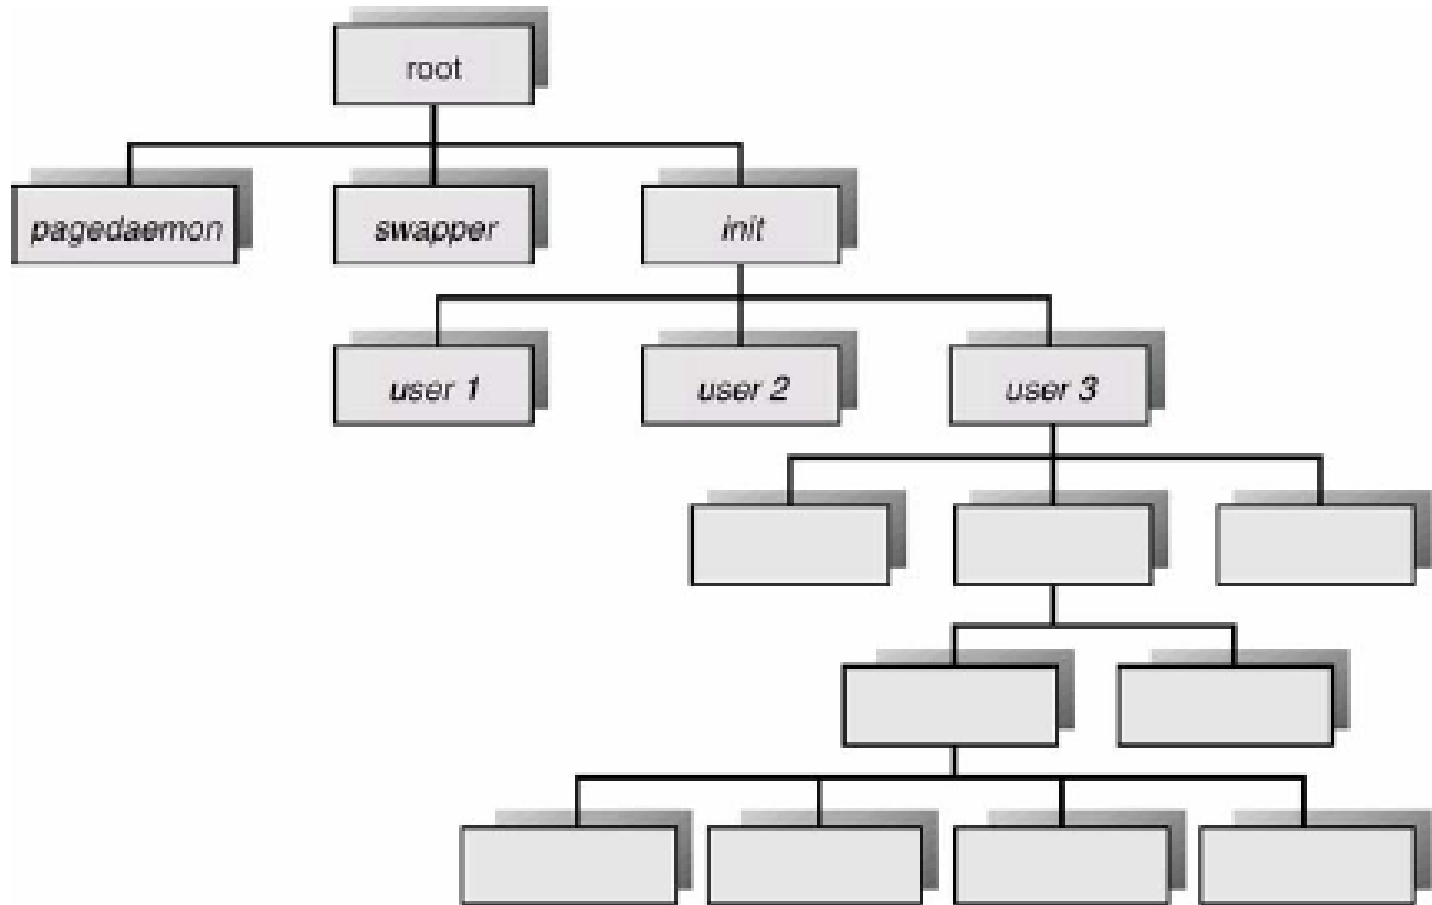 root
pagedaemon
swapper
init
user 1
user 2
user 3